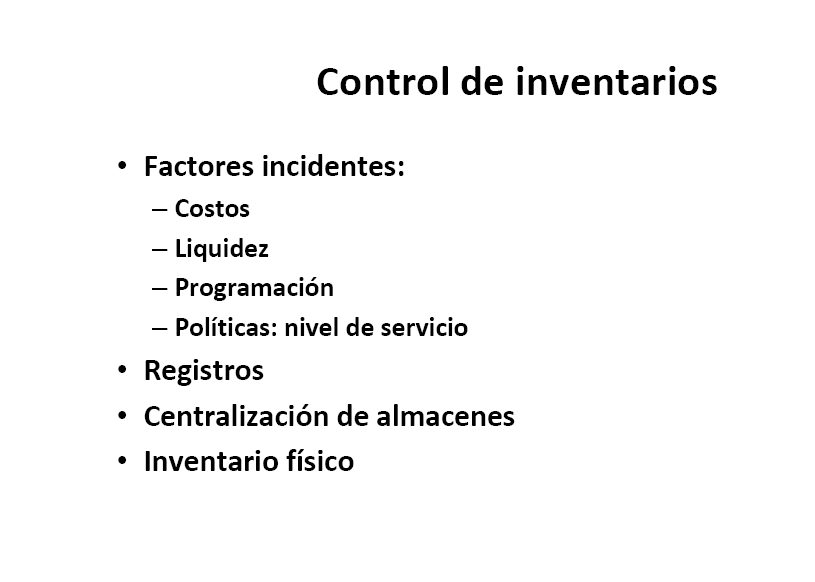 Control de inventarios
• Factores incidentes:
– Costos
– Liquidez
– Programación
– Políticas: nivel de servicio
• Registros
• Centralización de almacenes
• Inventario físico